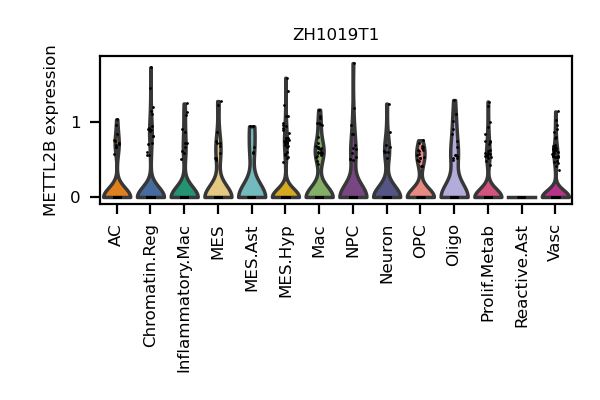 ZH1019T1
METTL2B expression
1
0
AC
Chromatin.Reg
Inflammatory.Mac
MES
MES.Ast
MES.Hyp
Mac
NPC
Neuron
OPC
Oligo
Prolif.Metab
Reactive.Ast
Vasc